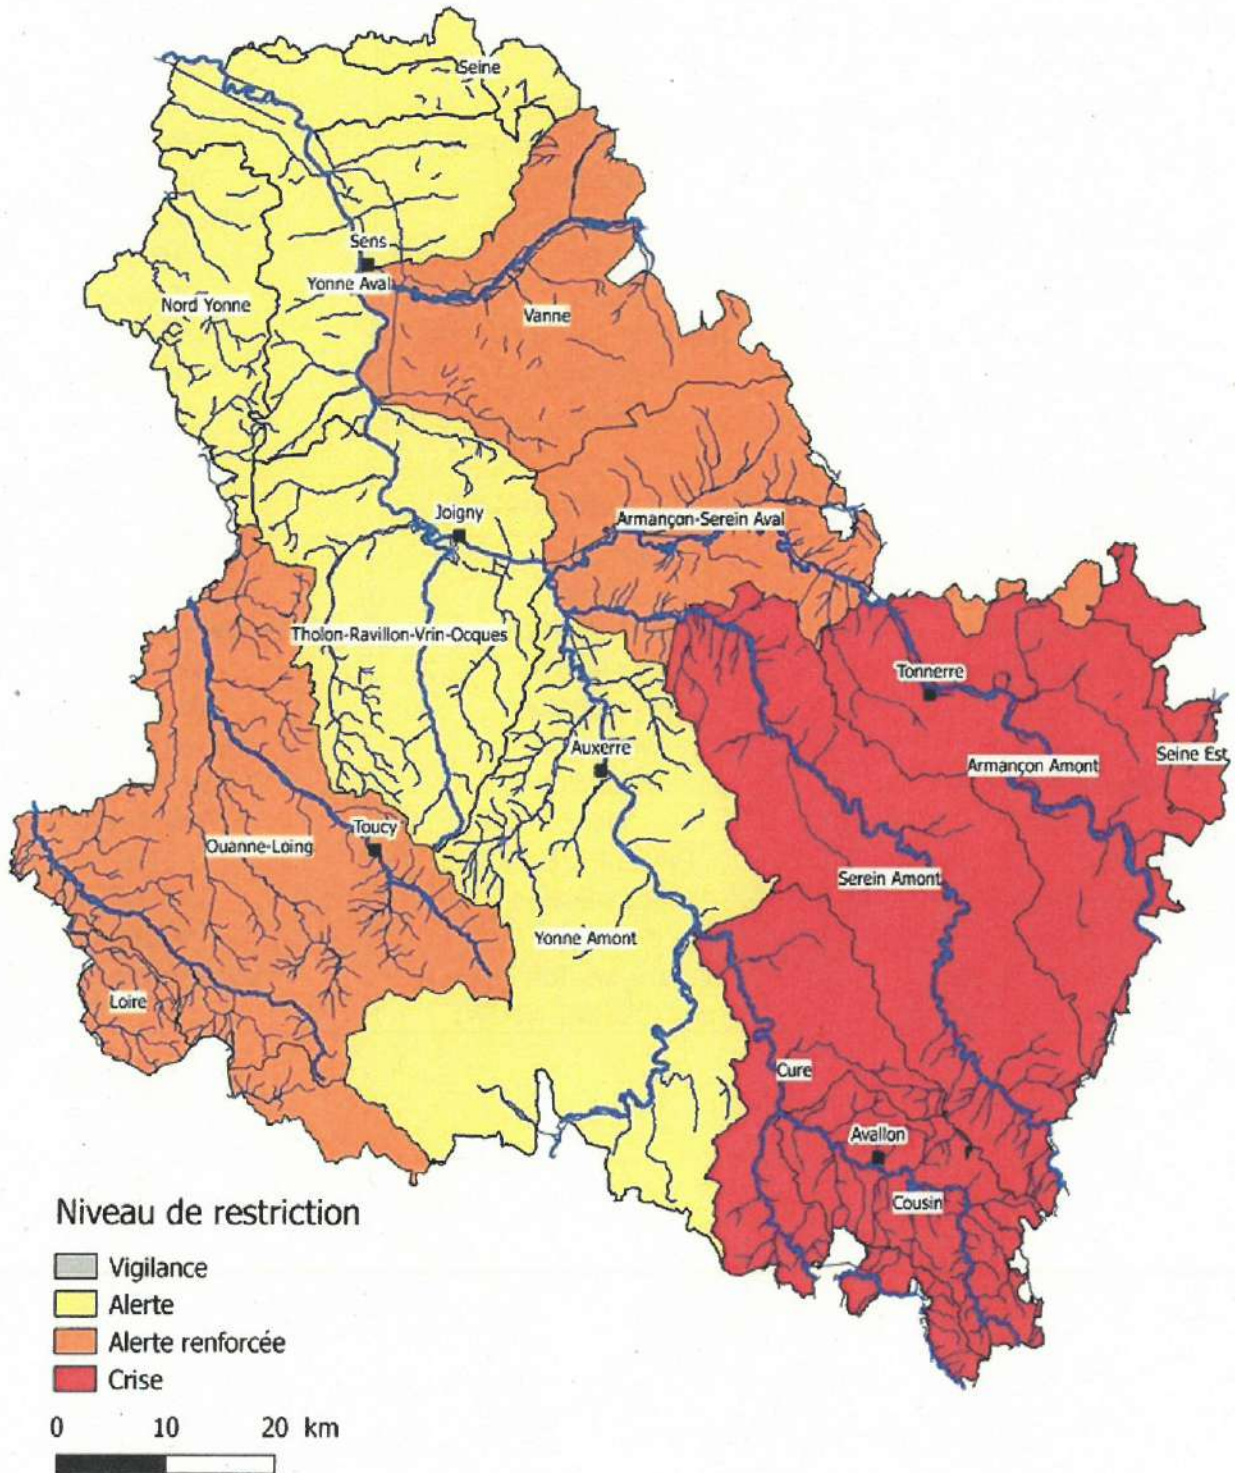 Seine
Sens
Yonne Aval
Nord Yonne
Vanne
Joigny
Armançon-Serein Aval
Tholon-Ravillon-Vrin-Ocques
Tonnerre
Auxerre
Seine Est
Armançon Amont
Toucy
Ouanne-Loing
Serein Amont
Yonne Amont
Loire
Cure
Avallon
Cousin
Niveau de restriction
Vigilance
Alerte
Alerte renforcée
Crise
0 10 20 km